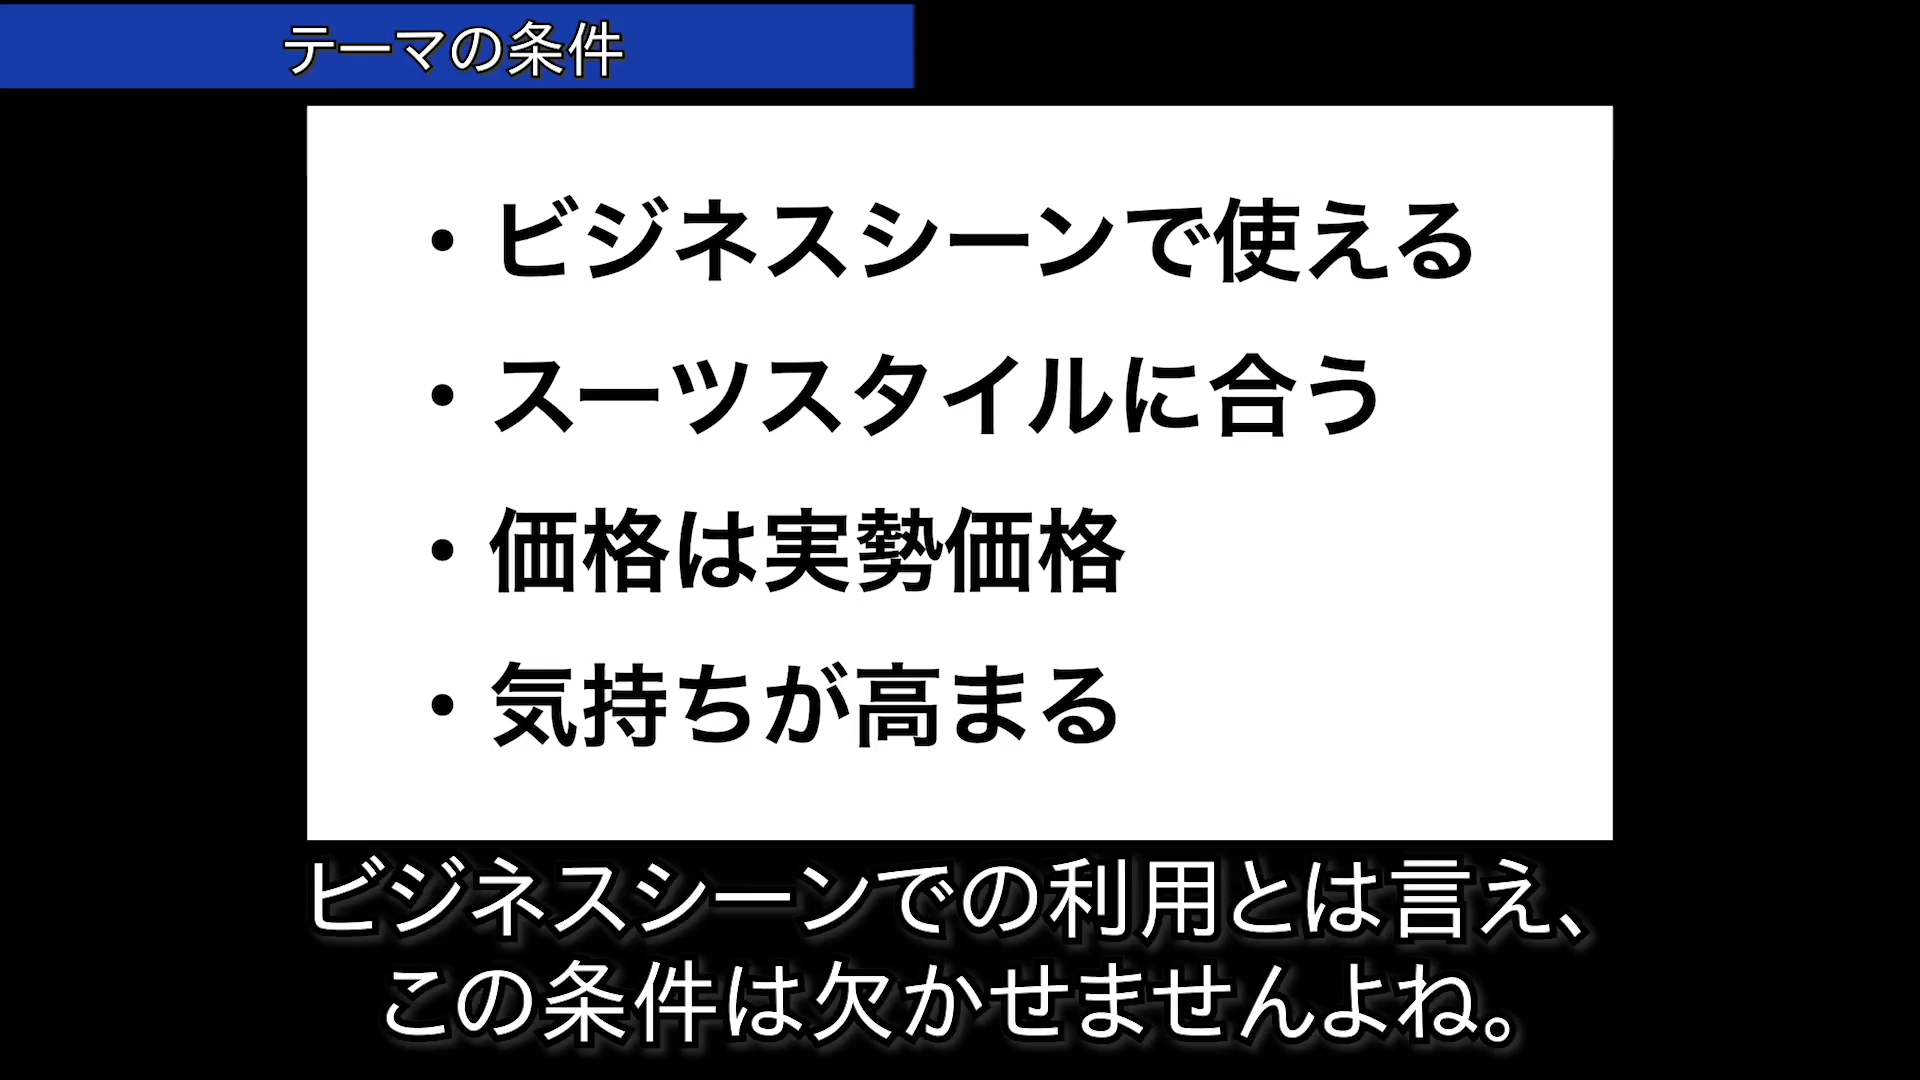 テーマの条件
・ビジネスシーンで使える
・スーツスタイルに合う
・価格は実勢価格
・気持ちが高まる
ビジネスシーンでの利用とは言え、
この条件は欠かせませんよね。